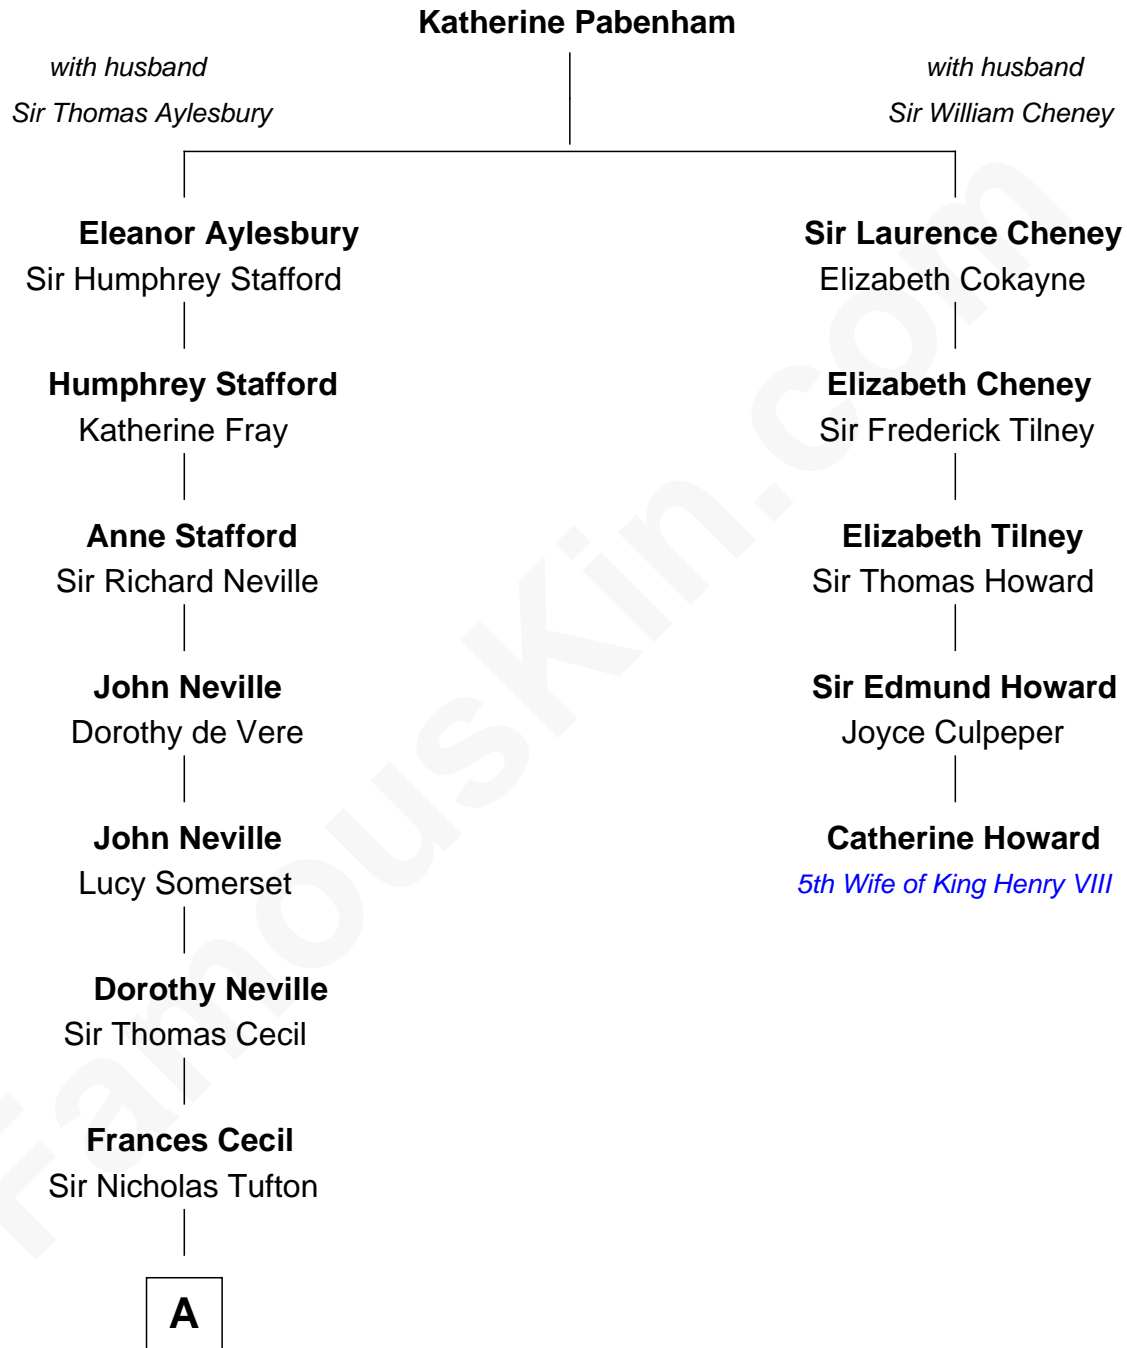 Katherine Pabenham
with husband
Sir Thomas Aylesbury
with husband
Sir William Cheney
Eleanor Aylesbury
Sir Humphrey Stafford
Sir Laurence Cheney
Elizabeth Cokayne
Humphrey Stafford
Katherine Fray
Elizabeth Cheney
Sir Frederick Tilney
Anne Stafford
Sir Richard Neville
Elizabeth Tilney
Sir Thomas Howard
John Neville
Dorothy de Vere
Sir Edmund Howard
Joyce Culpeper
John Neville
Lucy Somerset
Catherine Howard
5th Wife of King Henry VIII
Dorothy Neville
Sir Thomas Cecil
Frances Cecil
Sir Nicholas Tufton
A
FamousKin.com